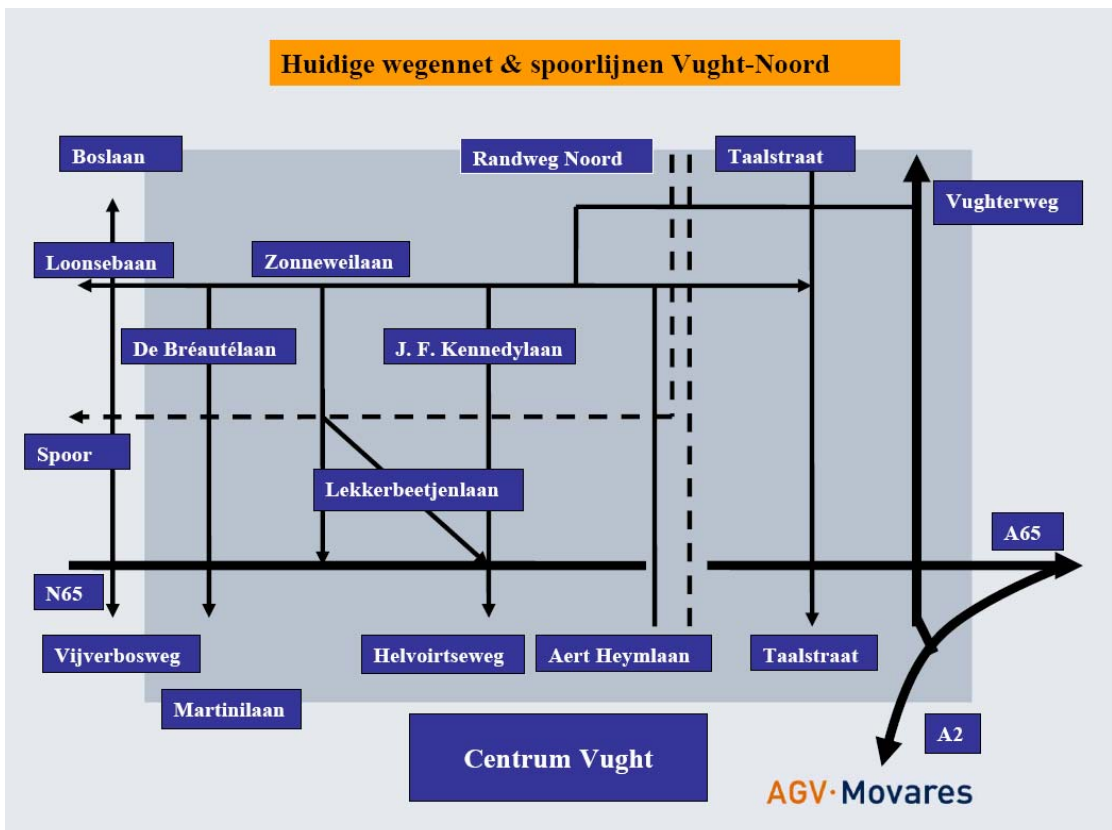 Huidige wegennet & spoorlijnen Vught-Noord
Boslaan
Randweg Noord
Taalstraat
Vughterweg
Loonsebaan
Zonneweilaan
De Bréautélaan
J. F. Kennedylaan
Spoor
Lekkerbeetjenlaan
A65
N65
Vijverbosweg
Helvoirtseweg
Aert Heymlaan
Taalstraat
Martinilaan
A2
Centrum Vught
AGV·Movares